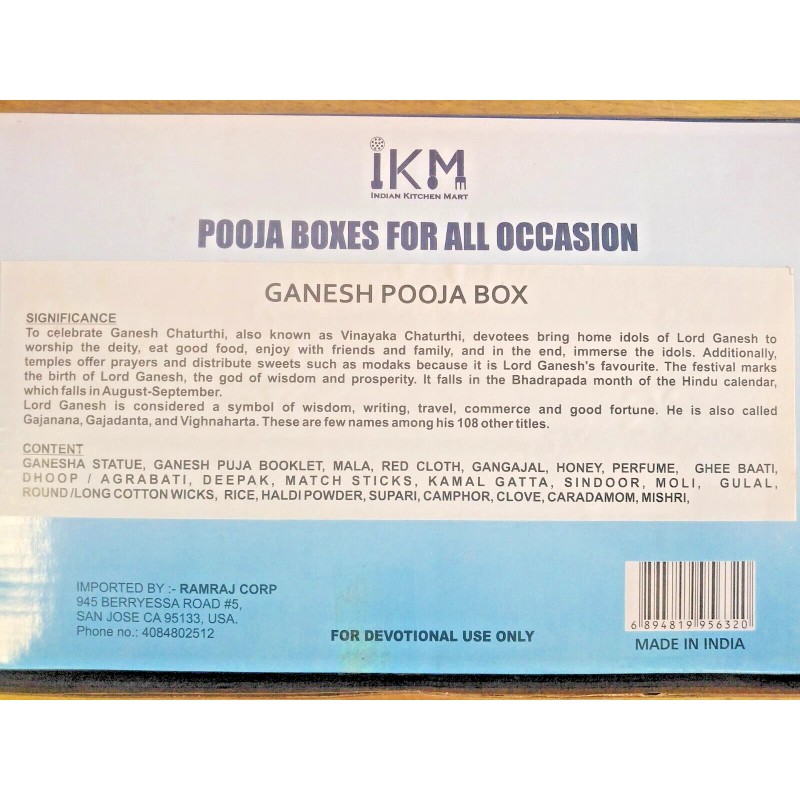 iKM
INDIAN KITCHEN MART
POOJA BOXES FOR ALL OCCASION
GANESH POOJA BOX
SIGNIFICANCE
To celebrate Ganesh Chaturthi, also known as Vinayaka Chaturthi, devotees bring home idols of Lord Ganesh to
worship the deity, eat good food, enjoy with friends and family, and in the end, immerse the idols. Additionally,
temples offer prayers and distribute sweets such as modaks because it is Lord Ganesh's favourite. The festival marks
the birth of Lord Ganesh, the god of wisdom and prosperity. It falls in the Bhadrapada month of the Hindu calendar,
which falls in August-September.
Lord Ganesh is considered a symbol of wisdom, writing, travel, commerce and good fortune. He is also called
Gajanana, Gajadanta, and Vighnaharta. These are few names among his 108 other titles.
CONTENT
GANESHA STATUE, GANESH PUJA BOOKLET, MALA, RED CLOTH, GANGAJAL, HONEY, PERFUME, GHEE BAATI,
DHOOP / AGRABATI, DEEPAK, MATCH STICKS, KAMAL GATTA, SINDOOR, MOLI, GULAL,
ROUND /LONG COTTON WICKS, RICE, HALDI POWDER, SUPARI, CAMPHOR, CLOVE, CARADAMOM, MISHRI,
IMPORTED BY :- RAMRAJ CORP
945 BERRYESSA ROAD #5,
SAN JOSE CA 95133, USA.
Phone no.: 4084802512
FOR DEVOTIONAL USE ONLY
6 894819 956320
MADE IN INDIA